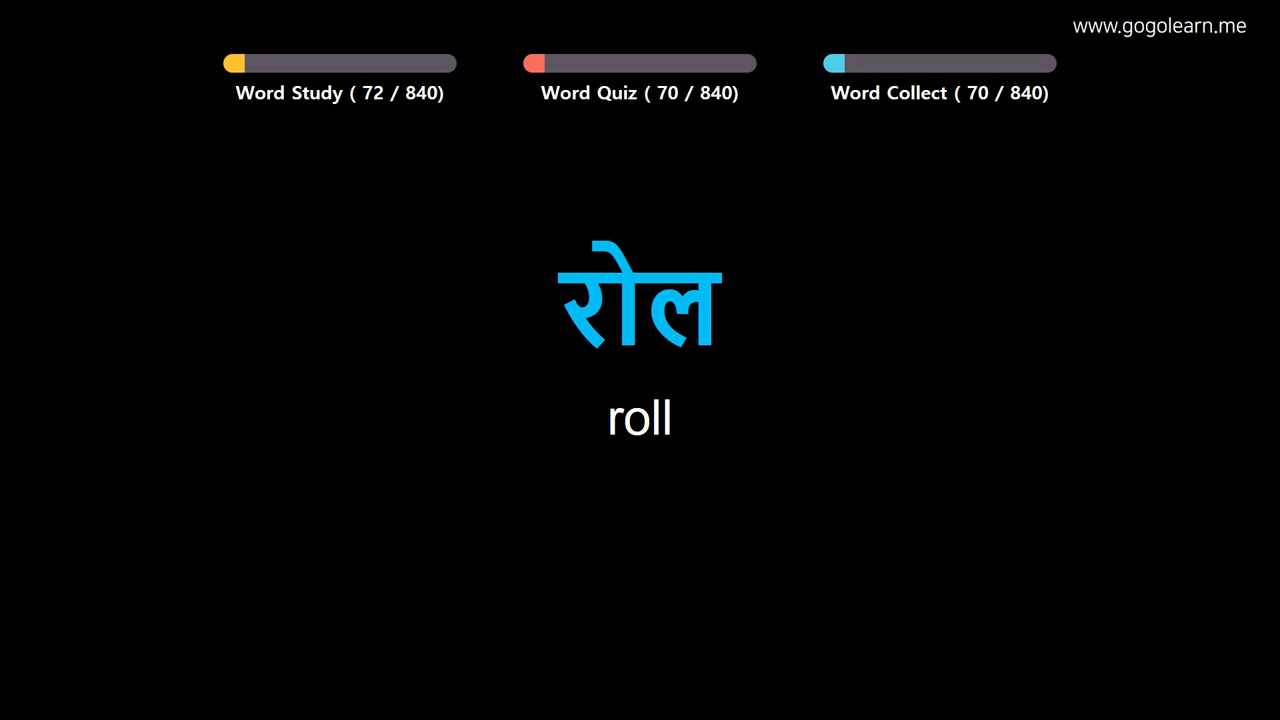 www.gogolearn.me
Word Study ( 72 / 840)
Word Quiz ( 70 / 840)
Word Collect ( 70 / 840)
रोल
roll